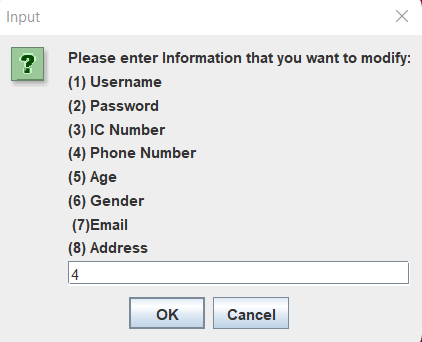 Input
Please enter Information that you want to modify:
(1) Username
(2) Password
(3) IC Number
(4) Phone Number
(5) Age
(6) Gender
(7)Email
(8) Address
4
OK Cancel